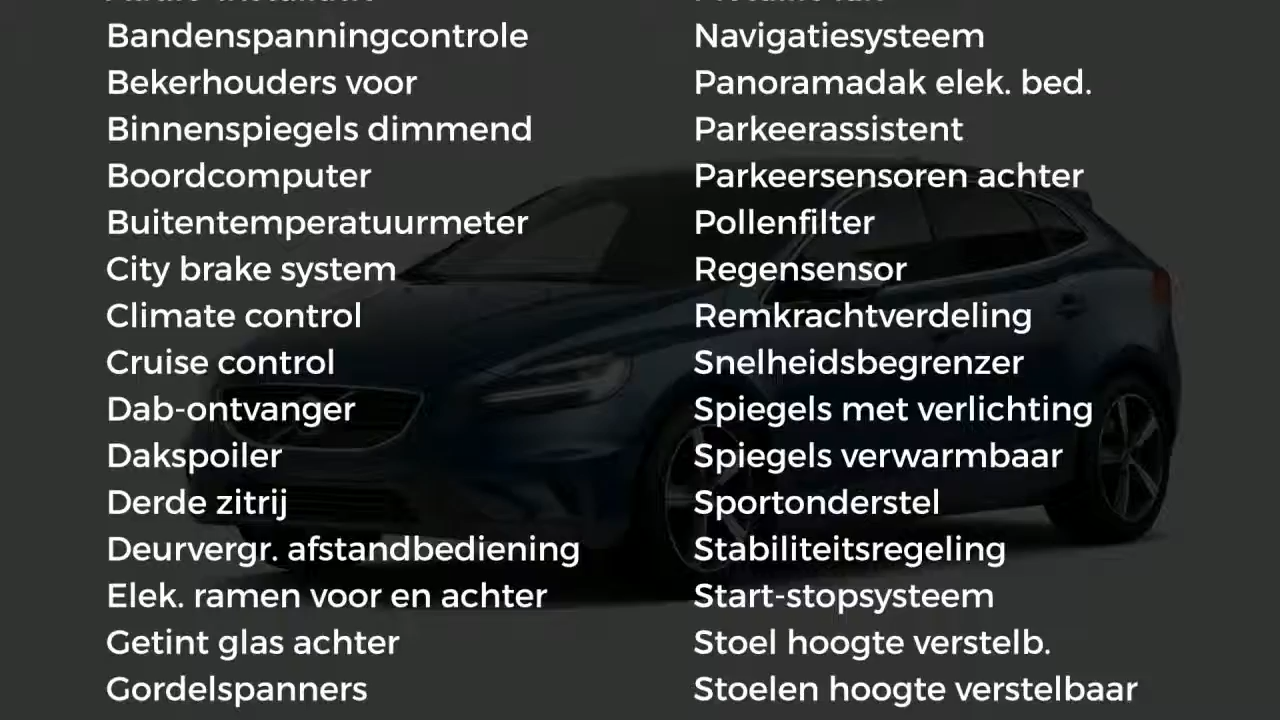 Bandenspanningcontrole
Bekerhouders voor
Binnenspiegels dimmend
Boordcomputer
Buitentemperatuurmeter
City brake system
Climate control
Cruise control
Dab-ontvanger
Dakspoiler
Derde zitrij
Deurvergr. afstandbediening
Elek. ramen voor en achter
Getint glas achter
Gordelspanners
Navigatiesysteem
Panoramadak elek. bed.
Parkeerassistent
Parkeersensoren achter
Pollenfilter
Regensensor
Remkrachtverdeling
Snelheidsbegrenzer
Spiegels met verlichting
Spiegels verwarmbaar
Sportonderstel
Stabiliteitsregeling
Start-stopsysteem
Stoel hoogte verstelb.
Stoelen hoogte verstelbaar